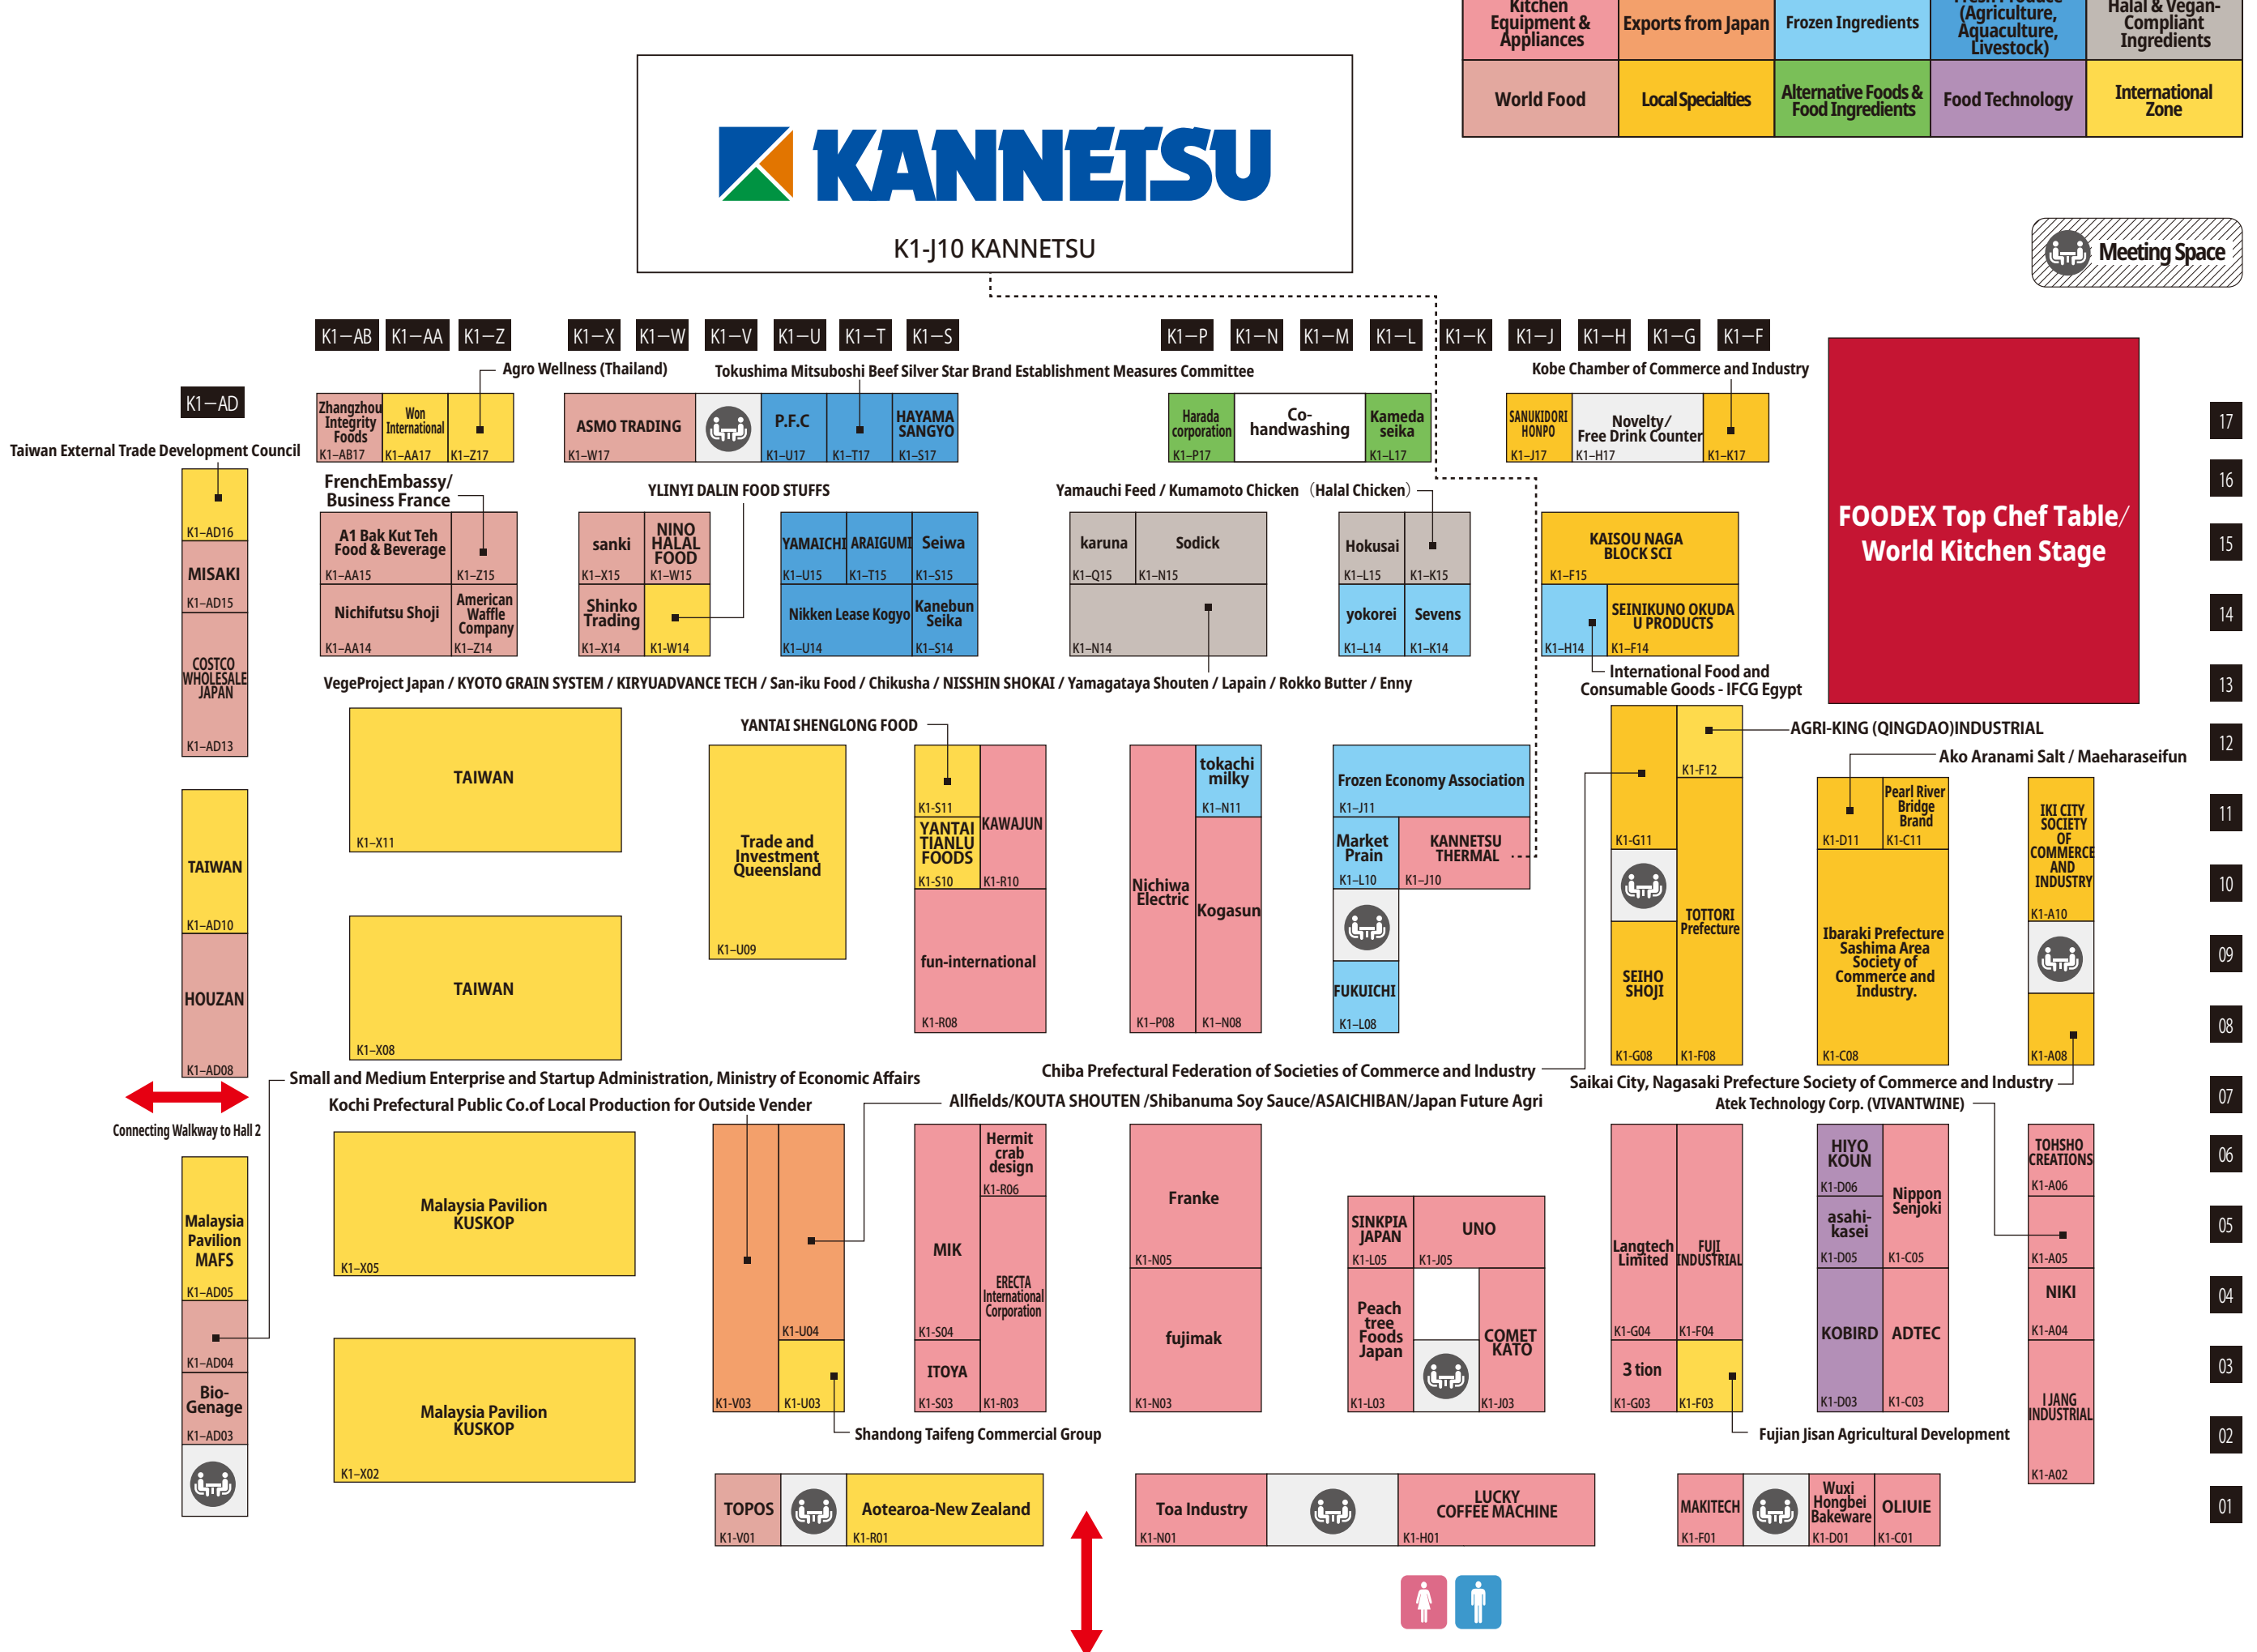 Kitchen
Equipment &
Appliances
Exports from Japan
Frozen Ingredients
Fresh Produce
(Agriculture,
Aquaculture,
Livestock)
Halal & Vegan-
Compliant
Ingredients
World Food
Local Specialties
Alternative Foods &
Food Ingredients
Food Technology
International
Zone
KANNETSU
K1-J10 KANNETSU
Meeting Space
K1-AB K1-AA K1-Z K1-X K1-W K1-V K1-U K1-T K1-S K1-P K1-N K1-M K1-L K1-K K1-J K1-H K1-G K1-F
K1-AD
Agro Wellness (Thailand)
Tokushima Mitsuboshi Beef Silver Star Brand Establishment Measures Committee
Kobe Chamber of Commerce and Industry
Zhangzhou
Integrity
Foods
K1-AB17
Won
International
K1-AA17
K1-Z17
ASMO TRADING
K1-W17
P.F.C
K1-U17
K1-T17
HAYAMA
SANGYO
K1-S17
Harada
corporation
K1-P17
Co-
handwashing
Kameda
seika
K1-L17
SANUKIDORI
HONPO
K1-J17
Novelty/
Free Drink Counter
K1-H17
K1-K17
17
Taiwan External Trade Development Council
K1-AD16
16
FrenchEmbassy/
Business France
YLINYI DALIN FOOD STUFFS
Yamauchi Feed / Kumamoto Chicken （Halal Chicken）
FOODEX Top Chef Table/
World Kitchen Stage
MISAKI
K1-AD15
A1 Bak Kut Teh
Food & Beverage
K1-AA15
K1-Z15
sanki
K1-X15
NINO
HALAL
FOOD
K1-W15
YAMAICHI
K1-U15
ARAIGUMI
K1-T15
Seiwa
K1-S15
karuna
K1-Q15
Sodick
K1-N15
Hokusai
K1-L15
K1-K15
KAISOU NAGA
BLOCK SCI
K1-F15
15
Nichifutsu Shoji
K1-AA14
American
Waffle
Company
K1-Z14
Shinko
Trading
K1-X14
K1-W14
Nikken Lease Kogyo
K1-U14
Kanebun
Seika
K1-S14
K1-N14
yokorei
K1-L14
Sevens
K1-K14
K1-H14
SEINIKUNO OKUDA
U PRODUCTS
K1-F14
14
COSTCO
WHOLESALE
JAPAN
K1-AD13
VegeProject Japan / KYOTO GRAIN SYSTEM / KIRYUADVANCE TECH / San-iku Food / Chikusha / NISSHIN SHOKAI / Yamagataya Shouten / Lapain / Rokko Butter / Enny
International Food and
Consumable Goods - IFCG Egypt
13
YANTAI SHENGLONG FOOD
AGRI-KING (QINGDAO)INDUSTRIAL
Ako Aranami Salt / Maeharaseifun
12
TAIWAN
K1-X11
Trade and
Investment
Queensland
K1-U09
K1-S11
YANTAI
TIANLU
FOODS
K1-S10
KAWAJUN
K1-R10
Nichiwa
Electric
K1-P08
tokachi
milky
K1-N11
Kogasun
K1-N08
Frozen Economy Association
K1-J11
Market
Prain
K1-L10
KANNETSU
THERMAL
K1-J10
K1-G11
K1-F12
TOTTORI
Prefecture
K1-F08
K1-D11
Pearl River
Bridge
Brand
K1-C11
IKI CITY
SOCIETY
OF
COMMERCE
AND
INDUSTRY
K1-A10
11
10
TAIWAN
K1-AD10
TAIWAN
K1-X08
fun-international
K1-R08
FUKUICHI
K1-L08
SEIHO
SHOJI
K1-G08
Ibaraki Prefecture
Sashima Area
Society of
Commerce and
Industry.
K1-C08
K1-A08
09
08
HOUZAN
K1-AD08
Connecting Walkway to Hall 2
Small and Medium Enterprise and Startup Administration, Ministry of Economic Affairs
Kochi Prefectural Public Co.of Local Production for Outside Vender
Chiba Prefectural Federation of Societies of Commerce and Industry
Allfields/KOUTA SHOUTEN /Shibanuma Soy Sauce/ASAICHIBAN/Japan Future Agri
Saikai City, Nagasaki Prefecture Society of Commerce and Industry
Atek Technology Corp. (VIVANTWINE)
07
Malaysia
Pavilion
MAFS
K1-AD05
Malaysia Pavilion
KUSKOP
K1-X05
K1-V03
K1-U04
MIK
K1-S04
Hermit
crab
design
K1-R06
ERECTA
International
Corporation
K1-R03
Franke
K1-N05
SINKPIA
JAPAN
K1-L05
UNO
K1-J05
Langtech
Limited
K1-G04
FUJI
INDUSTRIAL
K1-F04
HIYO
KOUN
K1-D06
asahi-
kasei
K1-D05
Nippon
Senjoki
K1-C05
TOHSHO
CREATIONS
K1-A06
K1-A05
06
05
K1-AD04
Bio-
Genage
K1-AD03
Malaysia Pavilion
KUSKOP
K1-X02
K1-U03
ITOYA
K1-S03
fujimak
K1-N03
Peach
tree
Foods
Japan
K1-L03
COMET
KATO
K1-J03
3 tion
K1-G03
K1-F03
KOBIRD
K1-D03
ADTEC
K1-C03
NIKI
K1-A04
I JANG
INDUSTRIAL
K1-A02
04
03
Shandong Taifeng Commercial Group
Fujian Jisan Agricultural Development
02
TOPOS
K1-V01
Aotearoa-New Zealand
K1-R01
Toa Industry
K1-N01
LUCKY
COFFEE MACHINE
K1-H01
MAKITECH
K1-F01
Wuxi
Hongbei
Bakeware
K1-D01
OLIUIE
K1-C01
01